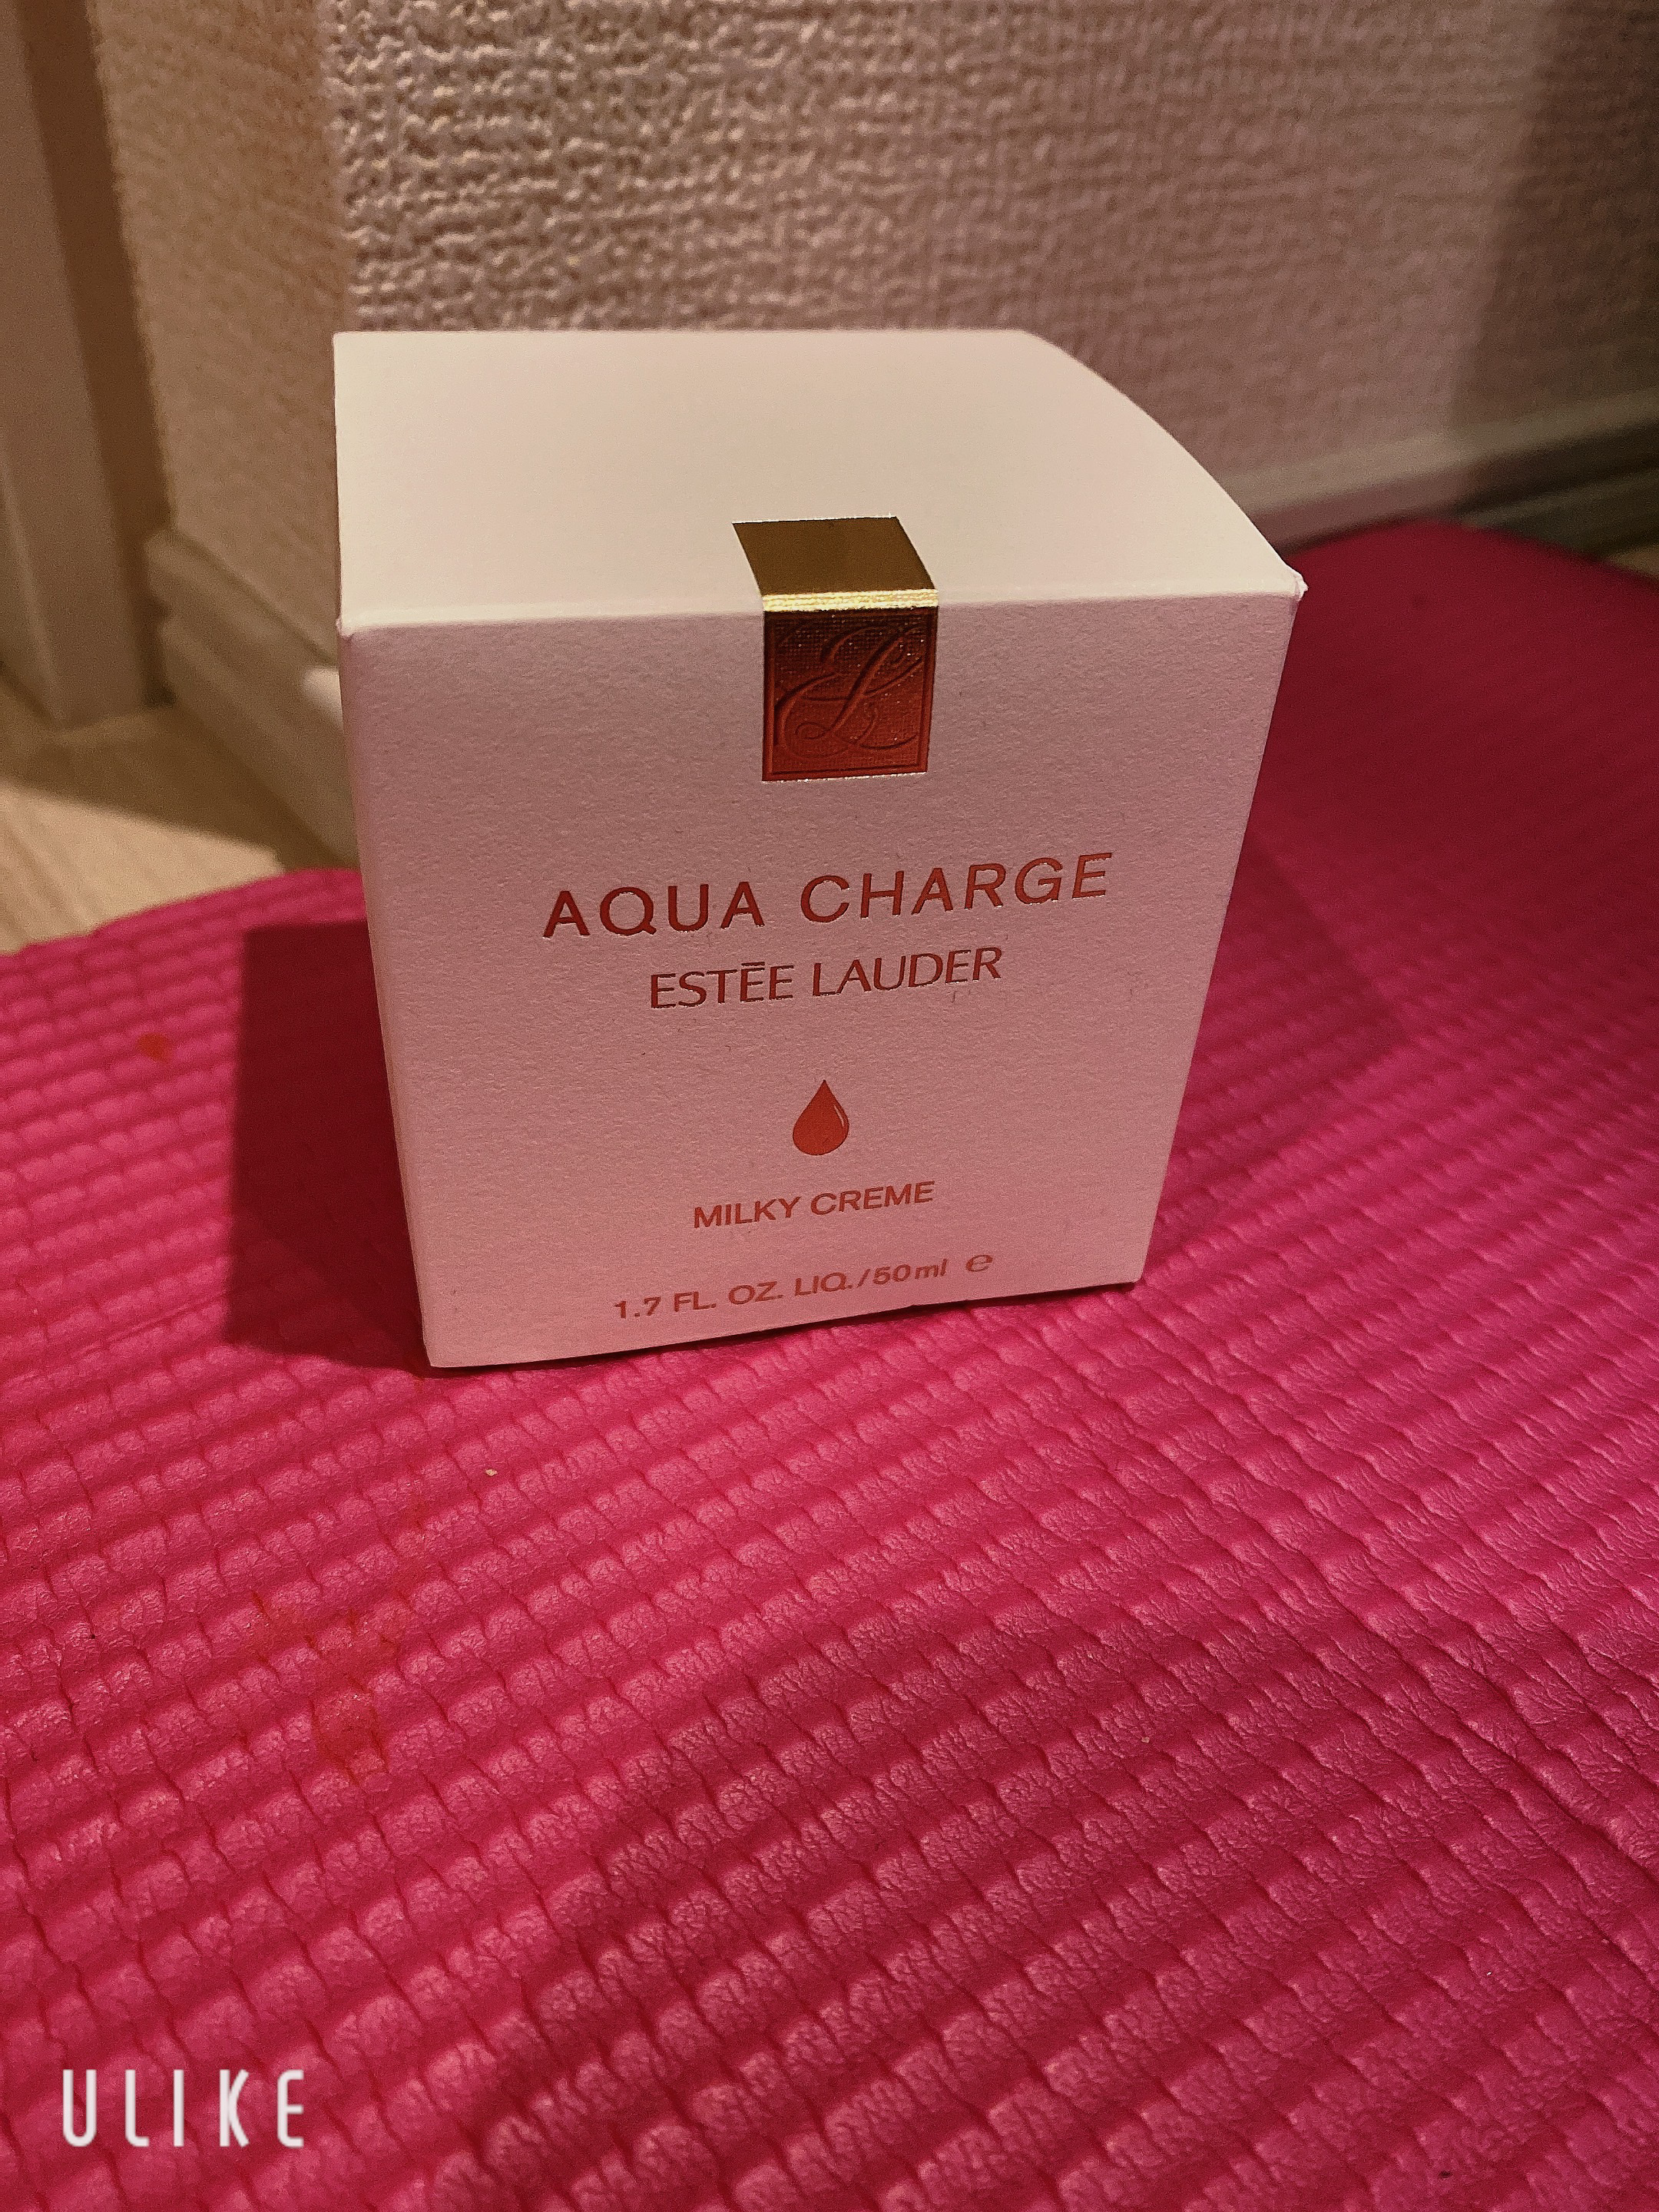 AQUA CHARGE
ESTĒE LAUDER
MILKY CREME
1.7 FL. OZ. LIQ./50ml ℮
ULIKE